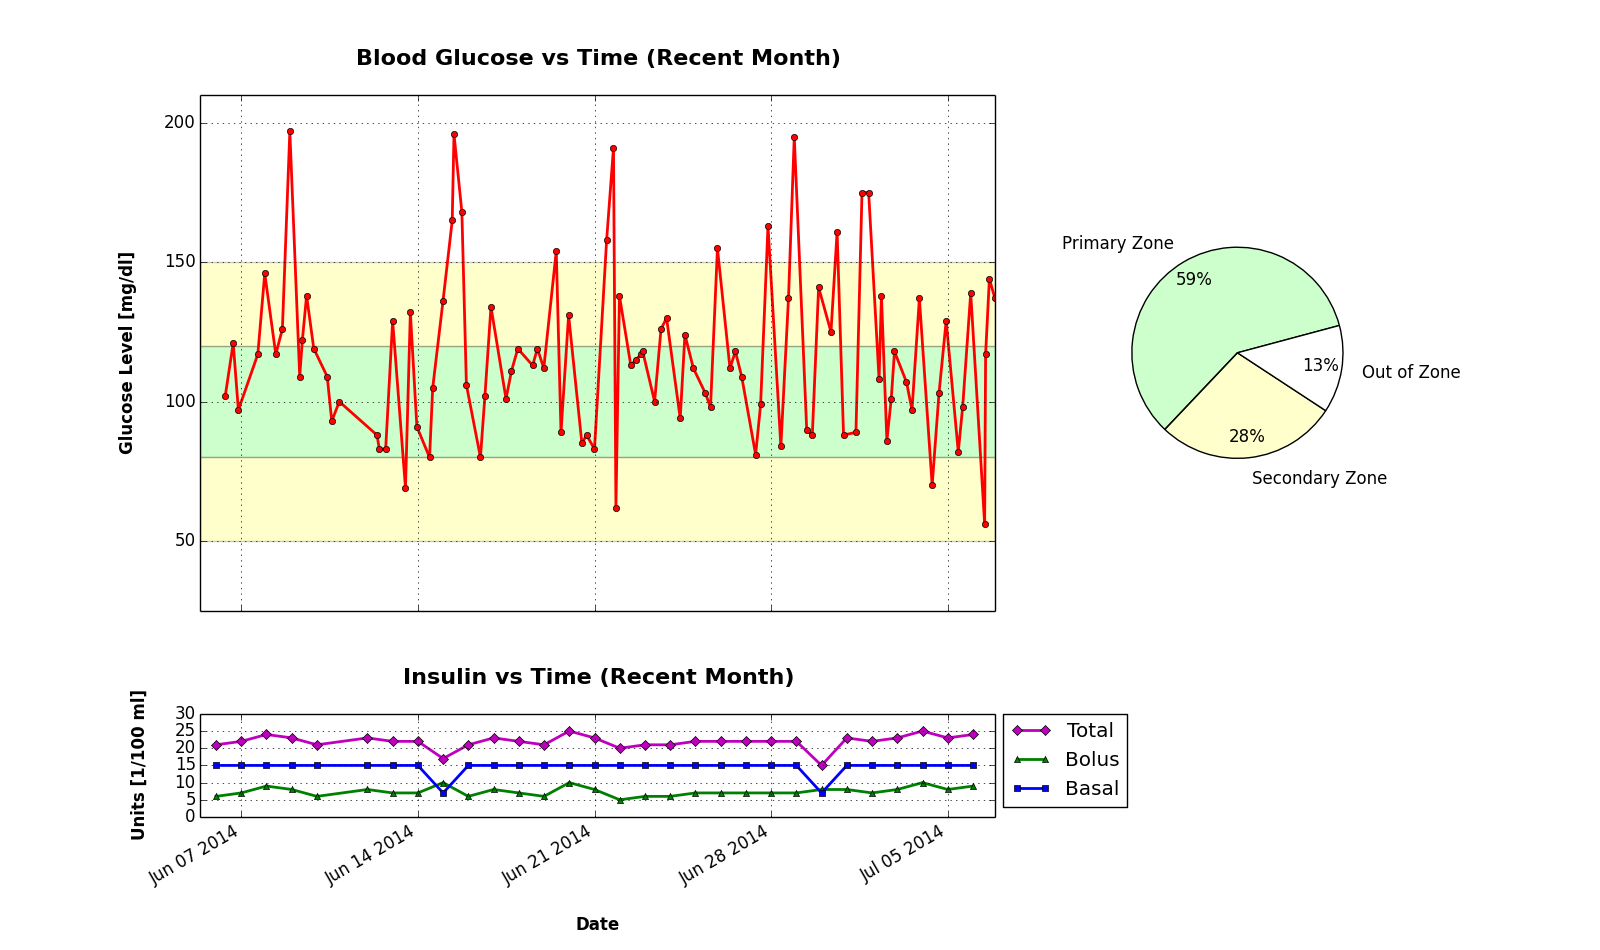 Blood Glucose vs Time (Recent Month)
Glucose Level [mg/dl]
200
150
100
50
Primary Zone
59%
13%
Out of Zone
28%
Secondary Zone
Insulin vs Time (Recent Month)
Units [1/100 ml]
30
25
20
15
10
5
0
Total
Bolus
Basal
Jun 07 2014
Jun 14 2014
Jun 21 2014
Jun 28 2014
Jul 05 2014
Date